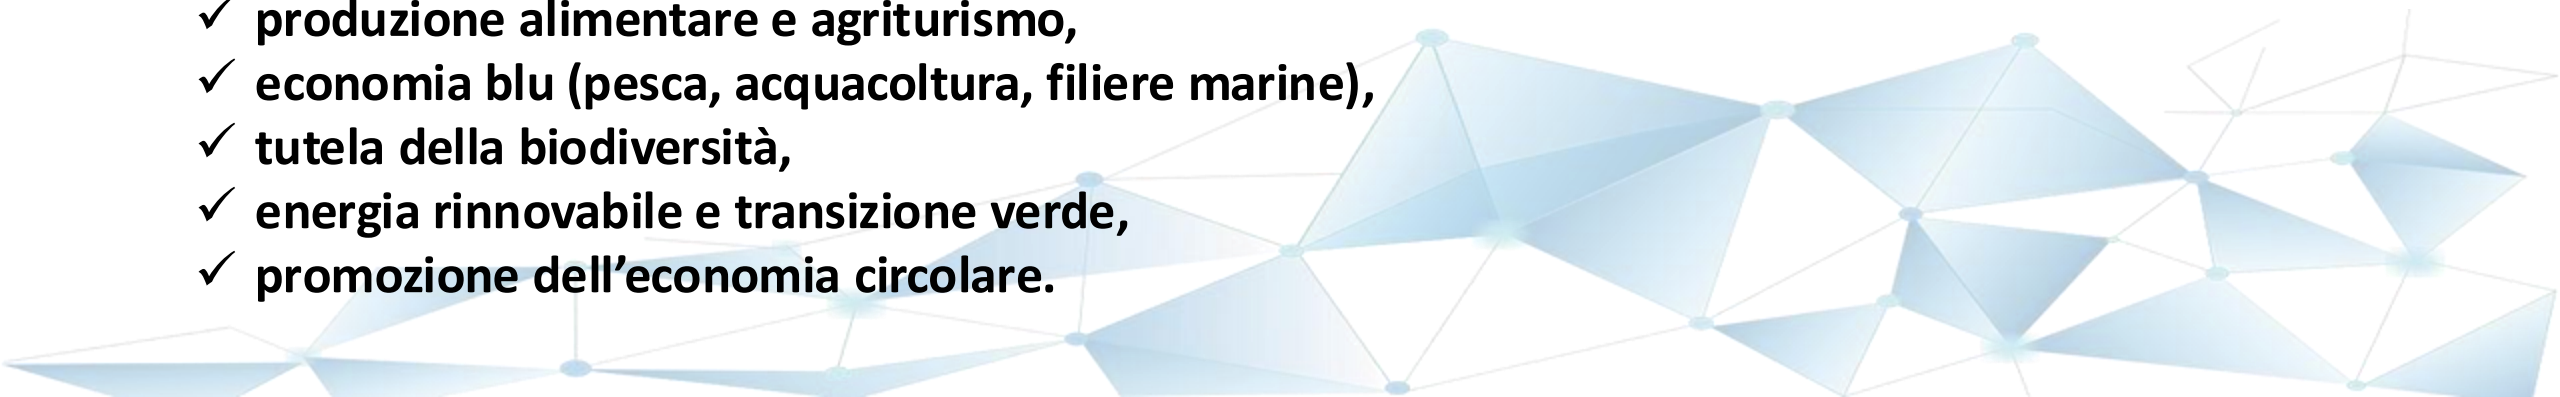 ✓ produzione alimentare e agriturismo,
✓ economia blu (pesca, acquacoltura, filiere marine),
✓ tutela della biodiversità,
✓ energia rinnovabile e transizione verde,
✓ promozione dell’economia circolare.